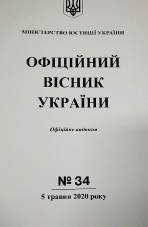 МІНІСТЕРСТВО ЮСТИЦІЇ УКРАЇНИ
ОФІЦІЙНИЙ
ВІСНИК
УКРАЇНИ
Офіційне видання
№ 34
5 травня 2020 року